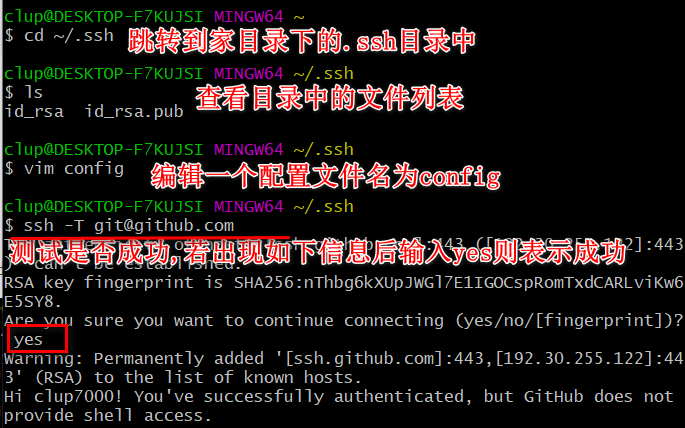 clup@DESKTOP-F7KUJSI MINGW64 ~
$ cd ~/.ssh 跳转到家目录下的.ssh目录中
clup@DESKTOP-F7KUJSI MINGW64 ~/.ssh
$ ls 查看目录中的文件列表
id_rsa id_rsa.pub
clup@DESKTOP-F7KUJSI MINGW64 ~/.ssh
$ vim config 编辑一个配置文件名为config
clup@DESKTOP-F7KUJSI MINGW64 ~/.ssh
$ ssh -T git@github.com
测试是否成功,若出现如下信息后输入yes则表示成功
:443 ([192.30.255.122]:443
can't be established.
RSA key fingerprint is SHA256:nThbg6kXUpJWGl7E1IGOCspRomTxdCARLviKw6
E5SY8.
Are you sure you want to continue connecting (yes/no/[fingerprint])?
yes
Warning: Permanently added '[ssh.github.com]:443,[192.30.255.122]:44
3' (RSA) to the list of known hosts.
Hi clup7000! You've successfully authenticated, but GitHub does not
provide shell access.